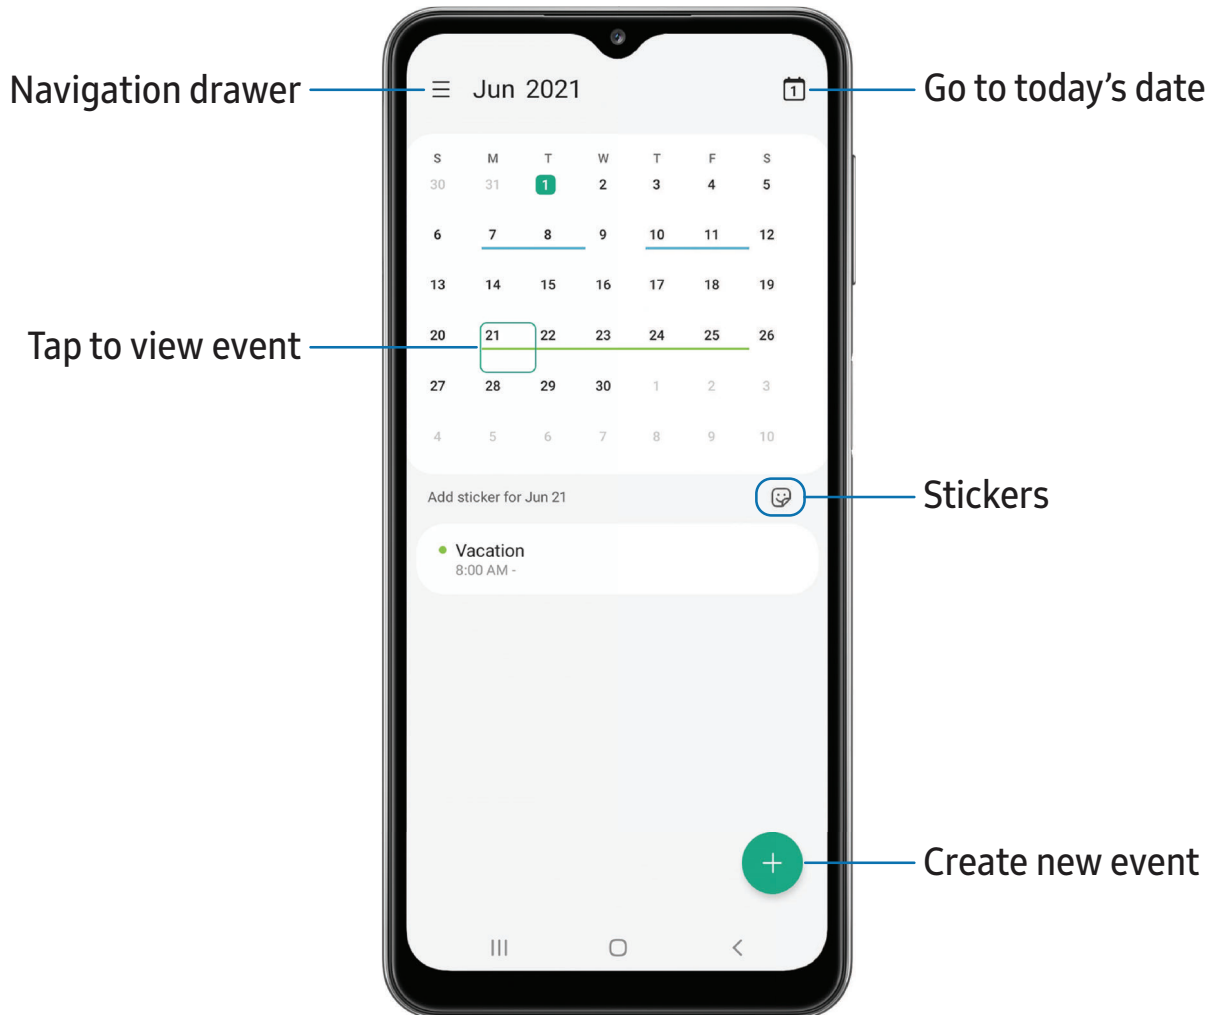 Navigation drawer
Jun 2021
1
Go to today's date
S M T W T F S
30 31 1 2 3 4 5
6 7 8 9 10 11 12
13 14 15 16 17 18 19
Tap to view event
20 21 22 23 24 25 26
27 28 29 30 1 2 3
4 5 6 7 8 9 10
Add sticker for Jun 21
Stickers
Vacation
8:00 AM -
Create new event